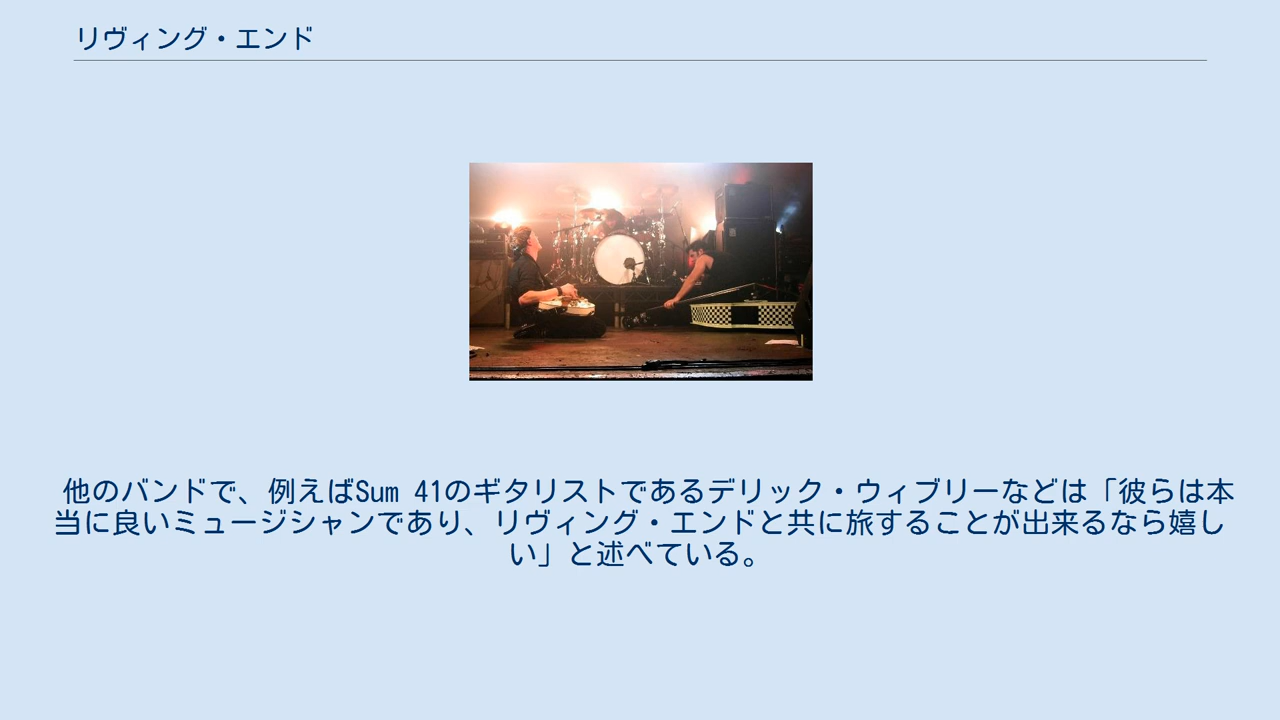 リヴィング・エンド
他のバンドで、例えばSum 41のギタリストであるデリック・ウィブリーなどは「彼らは本
当に良いミュージシャンであり、リヴィング・エンドと共に旅することが出来るなら嬉し
い」と述べている。